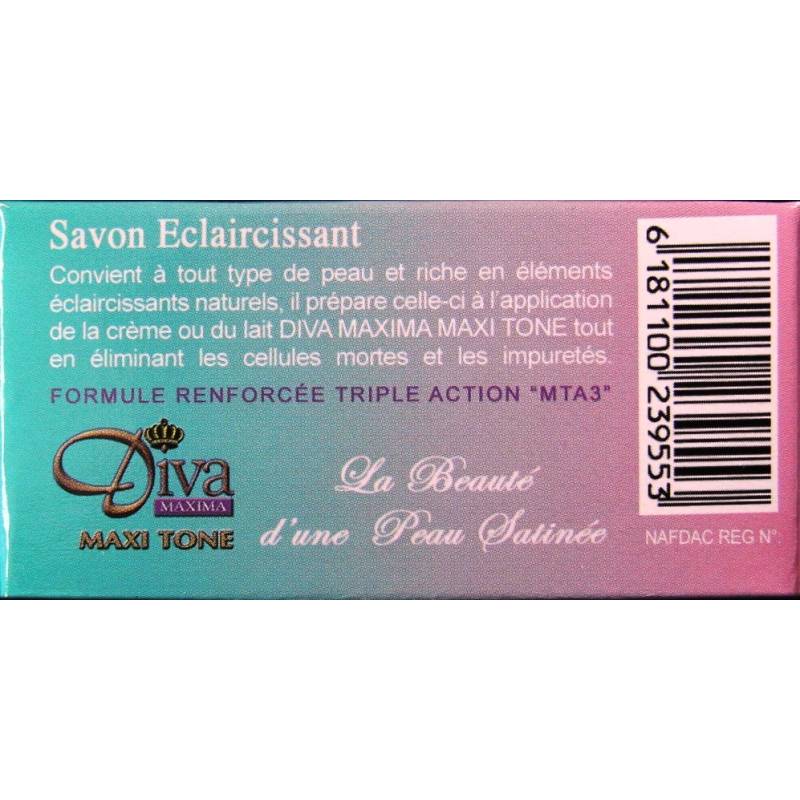 Savon Eclaircissant
Convient à tout type de peau et riche en éléments
éclaircissants naturels, il prépare celle-ci à l'application
de la crème ou du lait DIVA MAXIMA MAXI TONE tout
en éliminant les cellules mortes et les impuretés.
FORMULE RENFORCÉE TRIPLE ACTION "MTA3"
Diva
MAXIMA
MAXI TONE
La Beauté
d'une Peau Satinée
6 181100 239553
NAFDAC REG N°: